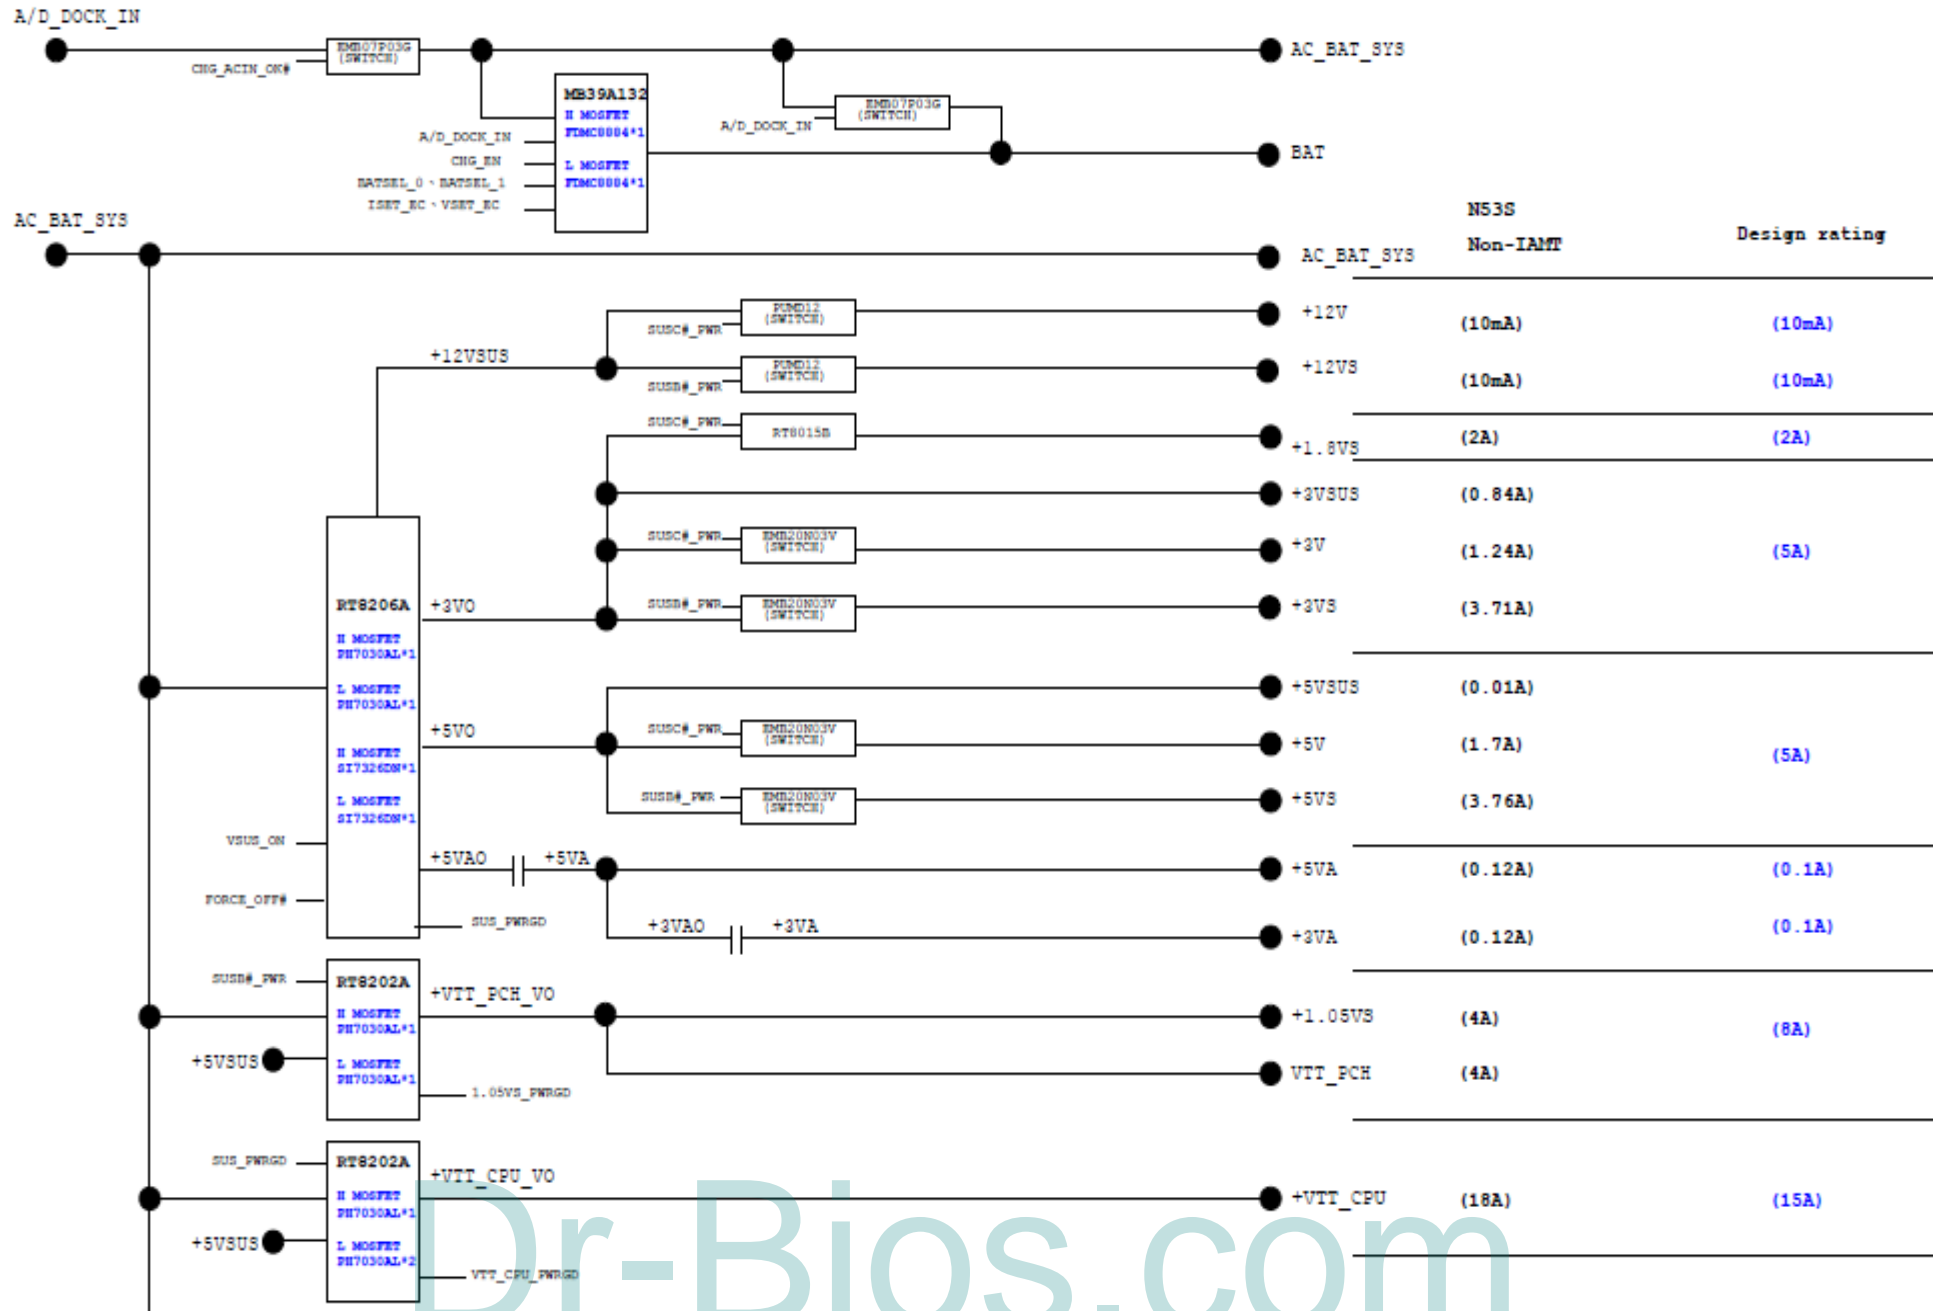 A/D_DOCK_IN
EMB07P03G
(SWITCH)
CHG_ACIN_OK#
AC_BAT_SYS
MB39A132
H MOSFET
FDMC8884*1
L MOSFET
FDMC8884*1
A/D_DOCK_IN
CHG_EN
BATSEL_0、BATSEL_1
ISET_EC、VSET_EC
EMB07P03G
(SWITCH)
A/D_DOCK_IN
BAT
AC_BAT_SYS
AC_BAT_SYS
N53S
Non-IAMT
Design rating
PUMD12
(SWITCH)
SUSC#_PWR
+12V
(10mA)
(10mA)
+12VSUS
PUMD12
(SWITCH)
SUSB#_PWR
+12VS
(10mA)
(10mA)
SUSC#_PWR
RT8015B
+1.8VS
(2A)
(2A)
+3VSUS
(0.84A)
SUSC#_PWR
EMB20N03V
(SWITCH)
+3V
(1.24A)
(5A)
RT8206A
+3VO
SUSB#_PWR
EMB20N03V
(SWITCH)
+3VS
(3.71A)
H MOSFET
PH7030AL*1
L MOSFET
PH7030AL*1
+5VSUS
(0.01A)
+5VO
SUSC#_PWR
EMB20N03V
(SWITCH)
+5V
(1.7A)
(5A)
H MOSFET
SI7326DN*1
L MOSFET
SI7326DN*1
SUSB#_PWR
EMB20N03V
(SWITCH)
+5VS
(3.76A)
VSUS_ON
+5VAO
+5VA
+5VA
(0.12A)
(0.1A)
FORCE_OFF#
SUS_PWRGD
+3VAO
+3VA
+3VA
(0.12A)
(0.1A)
SUSB#_PWR
RT8202A
+VTT_PCH_VO
H MOSFET
PH7030AL*1
+1.05VS
(4A)
(8A)
+5VSUS
L MOSFET
PH7030AL*1
VTT_PCH
(4A)
1.05VS_PWRGD
SUS_PWRGD
RT8202A
+VTT_CPU_VO
H MOSFET
PH7030AL*1
+VTT_CPU
(18A)
(15A)
+5VSUS
L MOSFET
PH7030AL*2
VTT_CPU_PWRGD
Dr-Bios.com